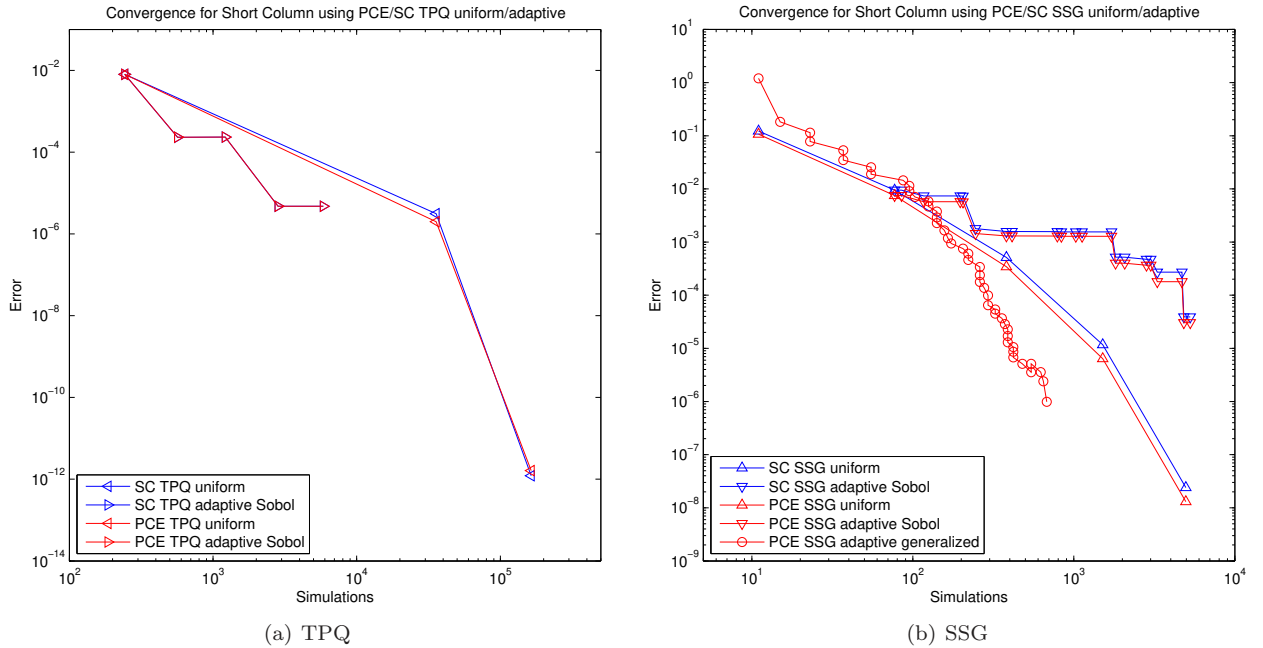 Convergence for Short Column using PCE/SC TPQ uniform/adaptive
10^-2
10^-4
10^-6
10^-8
10^-10
10^-12
10^-14
Error
10^2
10^3
10^4
10^5
Simulations
SC TPQ uniform
SC TPQ adaptive Sobol
PCE TPQ uniform
PCE TPQ adaptive Sobol
(a) TPQ
Convergence for Short Column using PCE/SC SSG uniform/adaptive
10^1
10^0
10^-1
10^-2
10^-3
10^-4
10^-5
10^-6
10^-7
10^-8
10^-9
Error
10^1
10^2
10^3
10^4
Simulations
SC SSG uniform
SC SSG adaptive Sobol
PCE SSG uniform
PCE SSG adaptive Sobol
PCE SSG adaptive generalized
(b) SSG